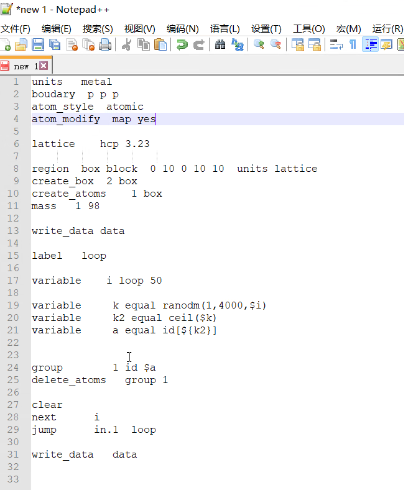 *new 1 - Notepad++
文件(F) 编辑(E) 搜索(S) 视图(V) 编码(N) 语言(L) 设置(T) 工具(O) 宏(M) 运行(R)
new 1
1 units metal
2 boudary p p p
3 atom_style atomic
4 atom_modify map yes
5
6 lattice hcp 3.23
7
8 region box block 0 10 0 10 10 units lattice
9 create_box 2 box
10 create_atoms 1 box
11 mass 1 98
12
13 write_data data
14
15 label loop
16
17 variable i loop 50
18
19 variable k equal ranodm(1,4000,$i)
20 variable k2 equal ceil($k)
21 variable a equal id[${k2}]
22
23
24 group 1 id $a
25 delete_atoms group 1
26
27 clear
28 next i
29 jump in.1 loop
30
31 write_data data
32
33